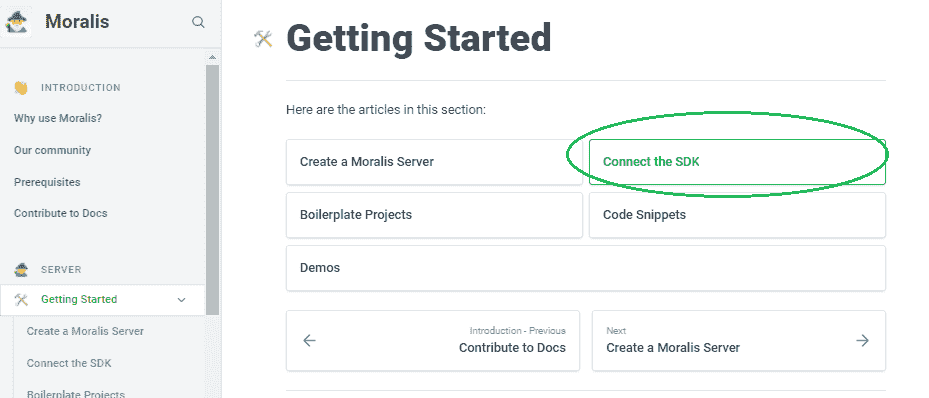 Moralis
INTRODUCTION
Why use Moralis?
Our community
Prerequisites
Contribute to Docs
SERVER
Getting Started
Create a Moralis Server
Connect the SDK
Boilerplate Projects
Getting Started
Here are the articles in this section:
Create a Moralis Server
Connect the SDK
Boilerplate Projects
Code Snippets
Demos
Introduction - Previous
Contribute to Docs
Next
Create a Moralis Server